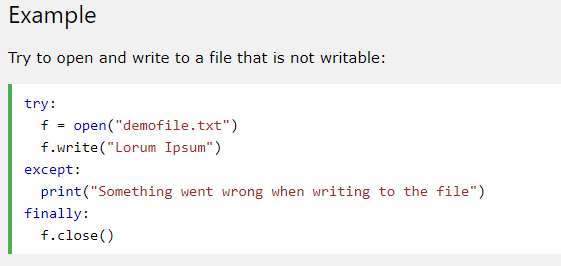 Example
Try to open and write to a file that is not writable:
try:
  f = open("demofile.txt")
  f.write("Lorum Ipsum")
except:
  print("Something went wrong when writing to the file")
finally:
  f.close()